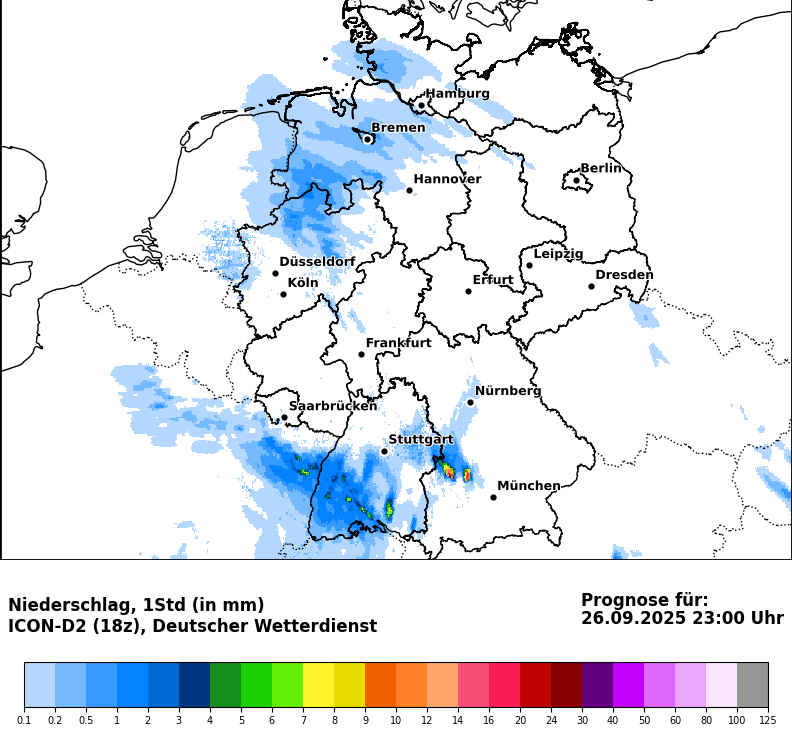 Hamburg
Bremen
Berlin
Hannover
Leipzig
Düsseldorf
Dresden
Köln
Erfurt
Frankfurt
Nürnberg
Saarbrücken
Stuttgart
München
Niederschlag, 1Std (in mm)
ICON-D2 (18z), Deutscher Wetterdienst
Prognose für:
26.09.2025 23:00 Uhr
0.1 0.2 0.5 1 2 3 4 5 6 7 8 9 10 12 14 16 20 24 30 40 50 60 80 100 125